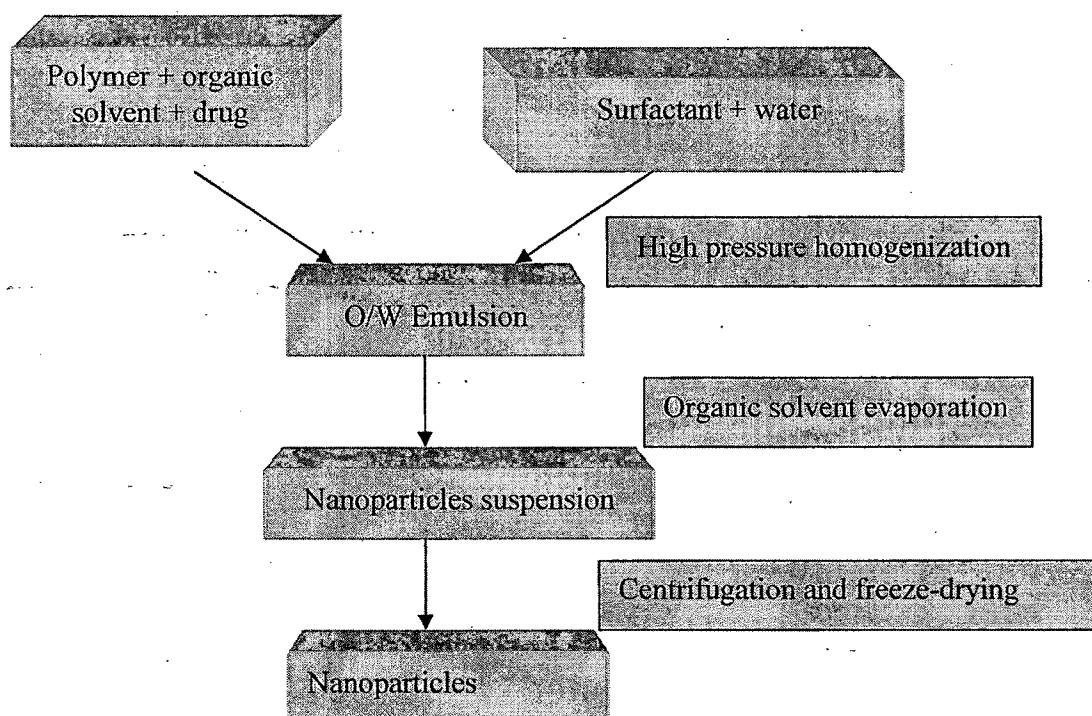 Polymer + organic
solvent + drug
Surfactant + water
High pressure homogenization
O/W Emulsion
Organic solvent evaporation
Nanoparticles suspension
Centrifugation and freeze-drying
Nanoparticles